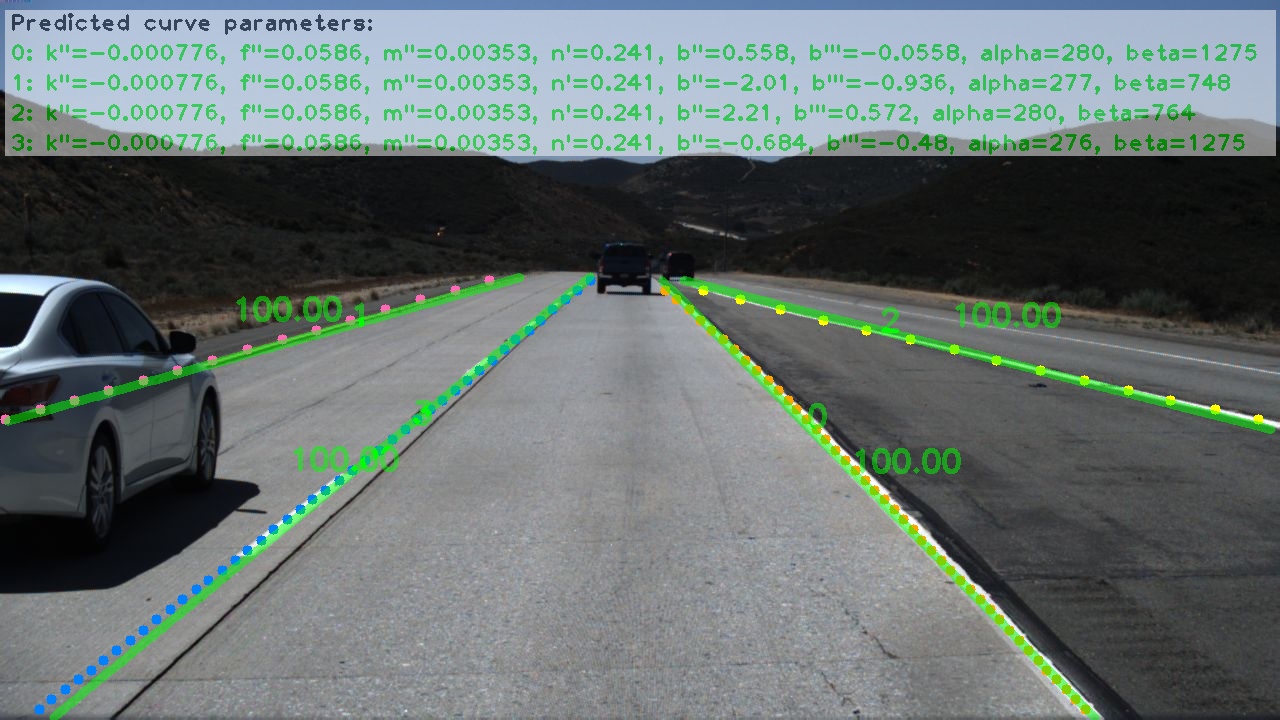 Predicted curve parameters:
0: k''=-0.000776, f''=0.0586, m''=0.00353, n'=0.241, b''=0.558, b'''=-0.0558, alpha=280, beta=1275
1: k''=-0.000776, f''=0.0586, m''=0.00353, n'=0.241, b''=-2.01, b'''=-0.936, alpha=277, beta=748
2: k''=-0.000776, f''=0.0586, m''=0.00353, n'=0.241, b''=2.21, b'''=0.572, alpha=280, beta=764
3: k''=-0.000776, f''=0.0586, m''=0.00353, n'=0.241, b''=-0.684, b'''=-0.48, alpha=276, beta=1275
100.00 1
2 100.00
3
0
100.00
100.00